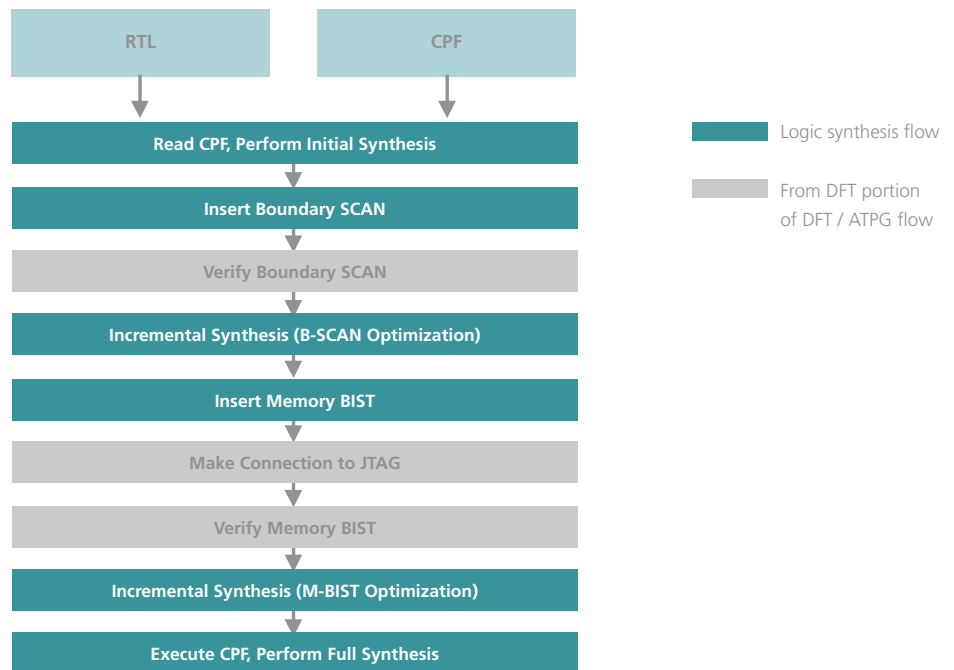 RTL
CPF
Read CPF, Perform Initial Synthesis
Insert Boundary SCAN
Verify Boundary SCAN
Incremental Synthesis (B-SCAN Optimization)
Insert Memory BIST
Make Connection to JTAG
Verify Memory BIST
Incremental Synthesis (M-BIST Optimization)
Execute CPF, Perform Full Synthesis
Logic synthesis flow
From DFT portion
of DFT / ATPG flow